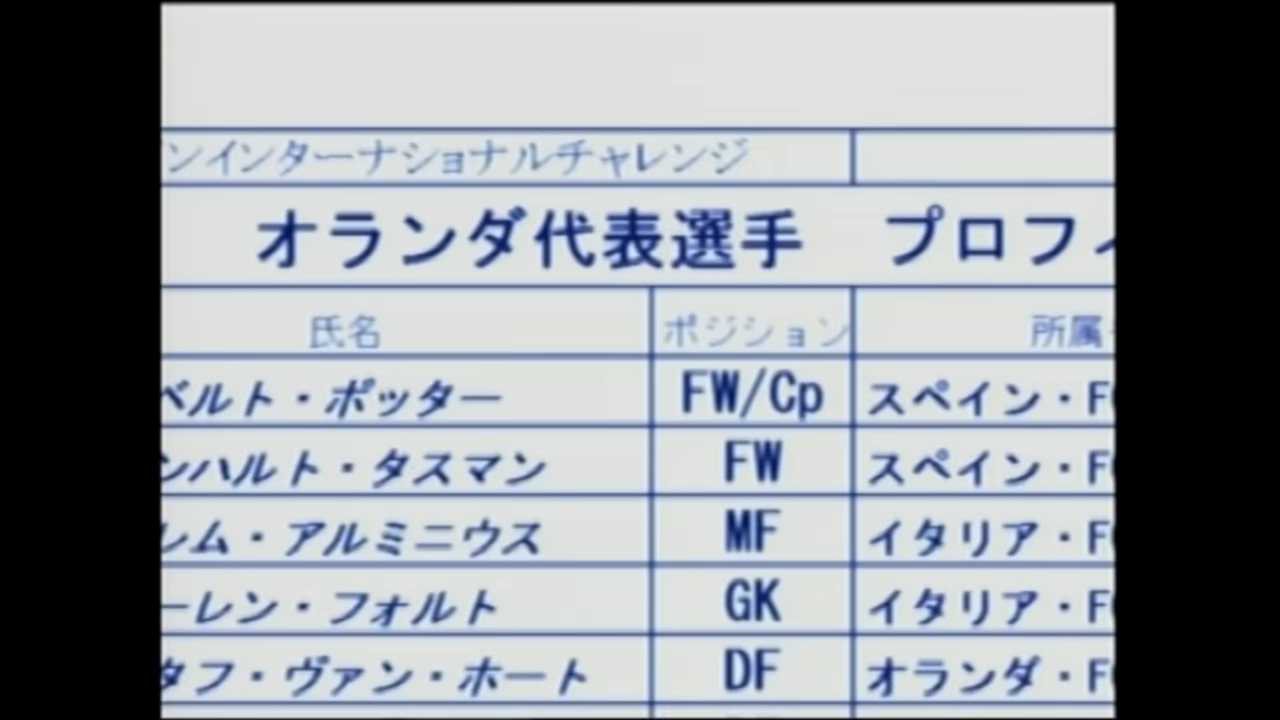 ンインターナショナルチャレンジ
オランダ代表選手 プロフィ
氏名 ポジション 所属
ベルト・ポッター FW/Cp スペイン・F
ンハルト・タスマン FW スペイン・F
レム・アルミニウス MF イタリア・F
ーレン・フォルト GK イタリア・F
タフ・ヴァン・ホート DF オランダ・F